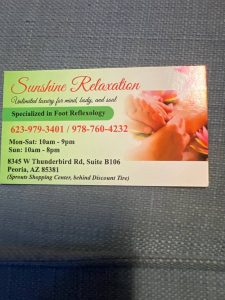 Sunshine Relaxation
Unlimited luxury for mind, body, and soul
Specialized in Foot Reflexology
623-979-3401 / 978-760-4232
Mon-Sat: 10am - 9pm
Sun: 10am - 8pm
8345 W Thunderbird Rd, Suite B106
Peoria, AZ 85381
(Sprouts Shopping Center, behind Discount Tire)